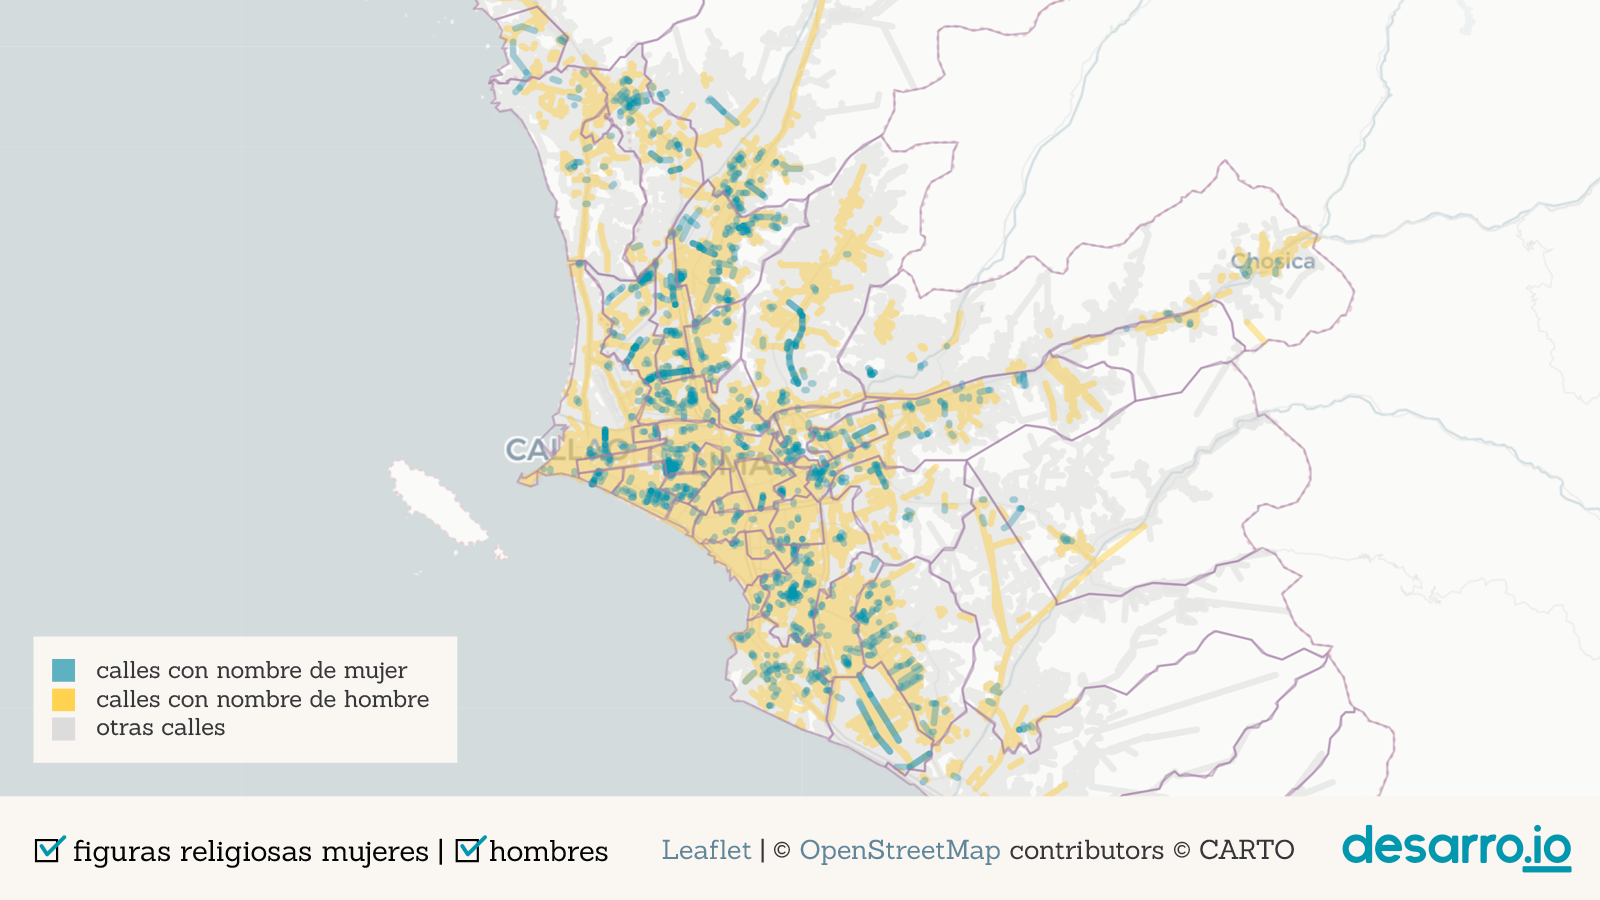 Chosica
CALLAO
LIMA
calles con nombre de mujer
calles con nombre de hombre
otras calles
figuras religiosas mujeres | hombres
Leaflet | © OpenStreetMap contributors © CARTO
desarro.io